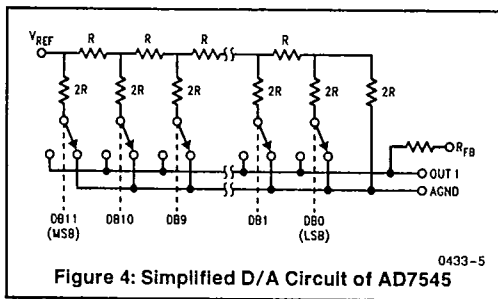 VREF
R R R R
2R 2R 2R 2R 2R 2R
RFB
OUT 1
AGND
DB11 DB10 DB9 DB1 DB0
(MSB) (LSB)
0433-5
Figure 4: Simplified D/A Circuit of AD7545